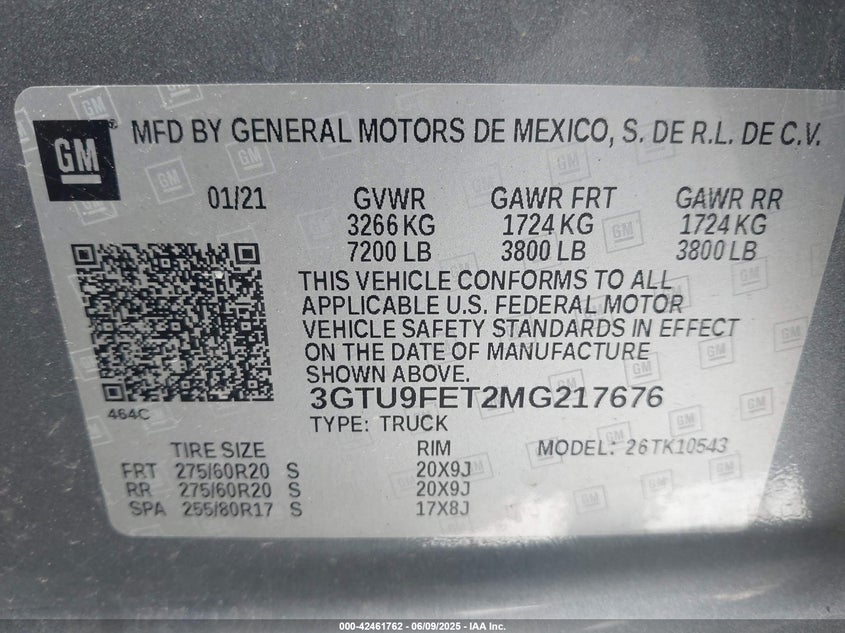 GM
MFD BY GENERAL MOTORS DE MEXICO, S. DE R.L. DE C.V.
01/21 GVWR GAWR FRT GAWR RR
3266 KG 1724 KG 1724 KG
7200 LB 3800 LB 3800 LB
THIS VEHICLE CONFORMS TO ALL
APPLICABLE U.S. FEDERAL MOTOR
VEHICLE SAFETY STANDARDS IN EFFECT
ON THE DATE OF MANUFACTURE
SHOWN ABOVE.
3GTU9FET2MG217676
464C
TYPE: TRUCK
TIRE SIZE RIM MODEL: 26TK10543
FRT 275/60R20 S 20X9J
RR 275/60R20 S 20X9J
SPA 255/80R17 S 17X8J
000-42461762 - 06/09/2025 - IAA Inc.